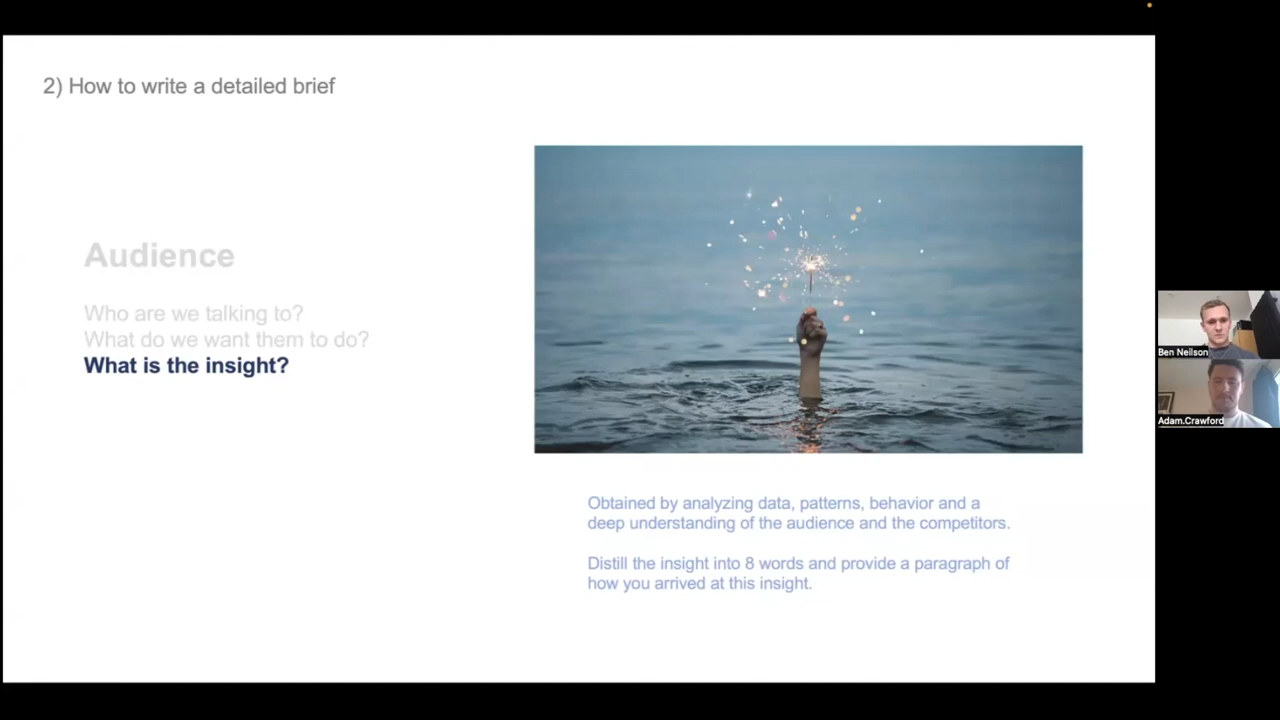 2) How to write a detailed brief
Audience
Who are we talking to?
What do we want them to do?
What is the insight?
Obtained by analyzing data, patterns, behavior and a
deep understanding of the audience and the competitors.
Distill the insight into 8 words and provide a paragraph of
how you arrived at this insight.
Ben Neilson
Adam.Crawford